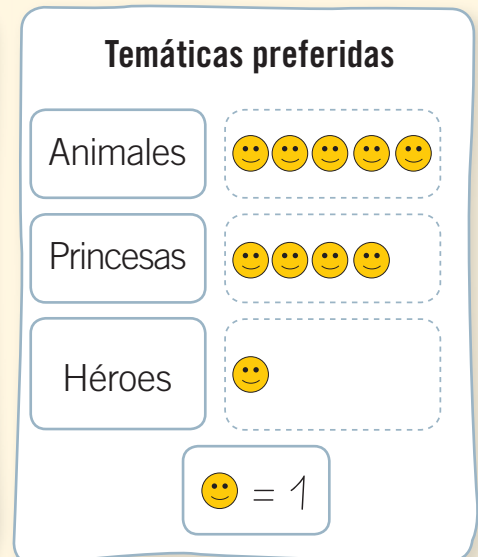 Temáticas preferidas
Animales
Princesas
Héroes
= 1